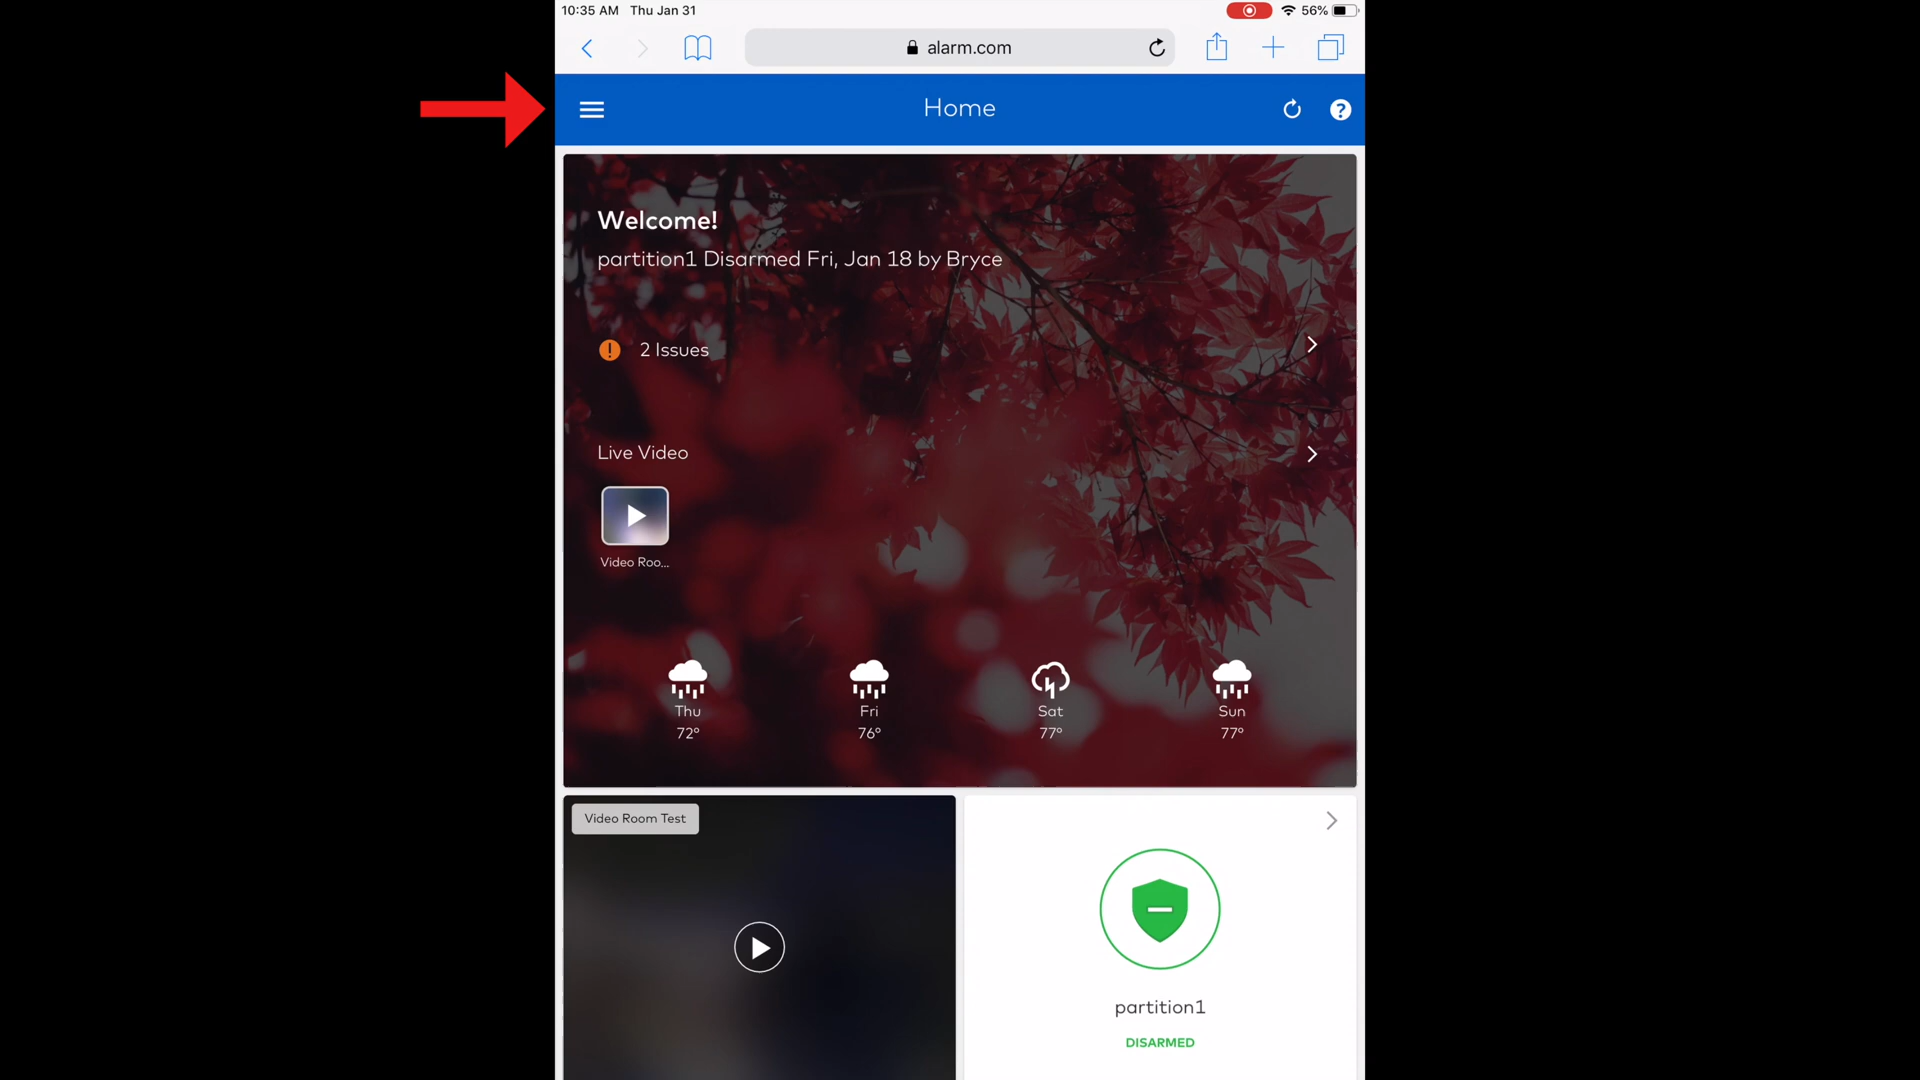 10:35 AM Thu Jan 31
56%
alarm.com
Home
Welcome!
partition1 Disarmed Fri, Jan 18 by Bryce
2 Issues
Live Video
Video Roo...
Thu
Fri
Sat
Sun
72°
76°
77°
77°
Video Room Test
partition1
DISARMED